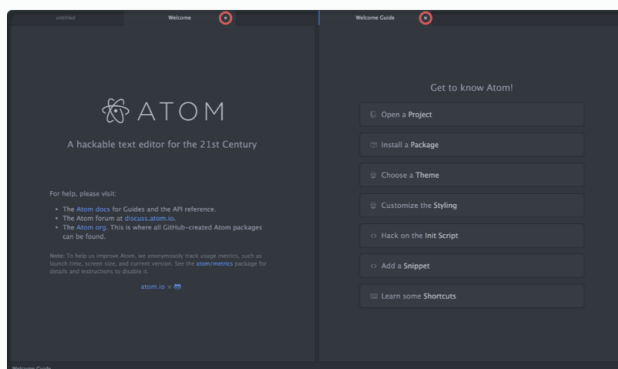 untitled
Welcome
Welcome Guide
ATOM
A hackable text editor for the 21st Century
For help, please visit:
• The Atom docs for Guides and the API reference.
• The Atom forum at discuss.atom.io.
• The Atom org. This is where all GitHub-created Atom packages
can be found.
Note: To help us improve Atom, we anonymously track usage metrics, such as
launch time, screen size, and current version. See the atom/metrics package for
details and instructions to disable it.
atom.io ×
Get to know Atom!
Open a Project
Install a Package
Choose a Theme
Customize the Styling
Hack on the Init Script
Add a Snippet
Learn some Shortcuts
Welcome Guide